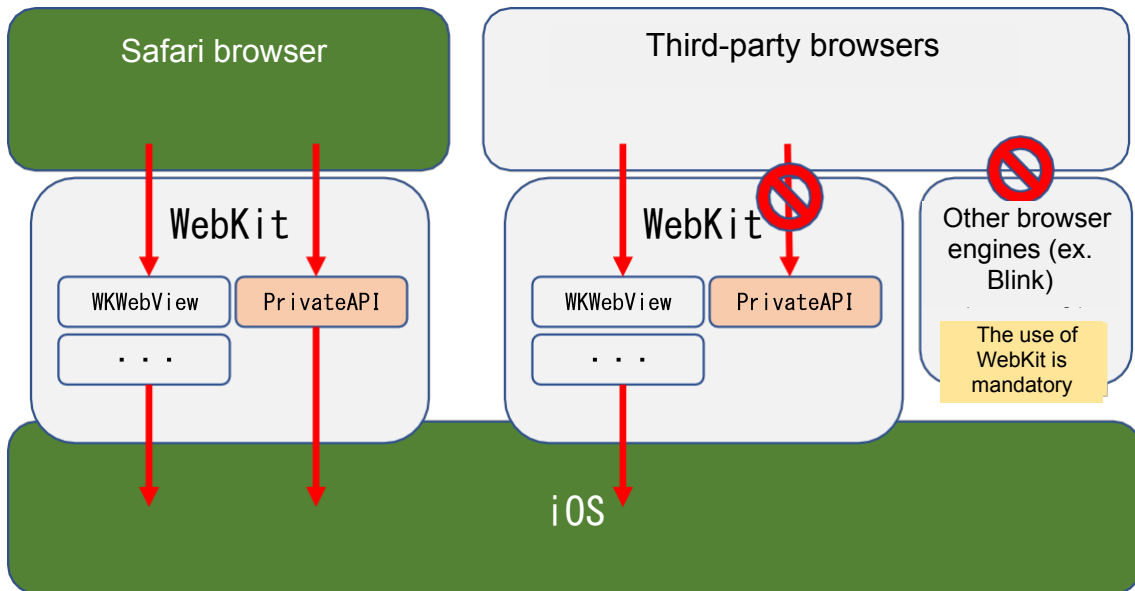 Safari browser
Third-party browsers
WebKit
WKWebView
PrivateAPI
・・・
WebKit
WKWebView
PrivateAPI
・・・
Other browser
engines (ex.
Blink)
The use of
WebKit is
mandatory
iOS